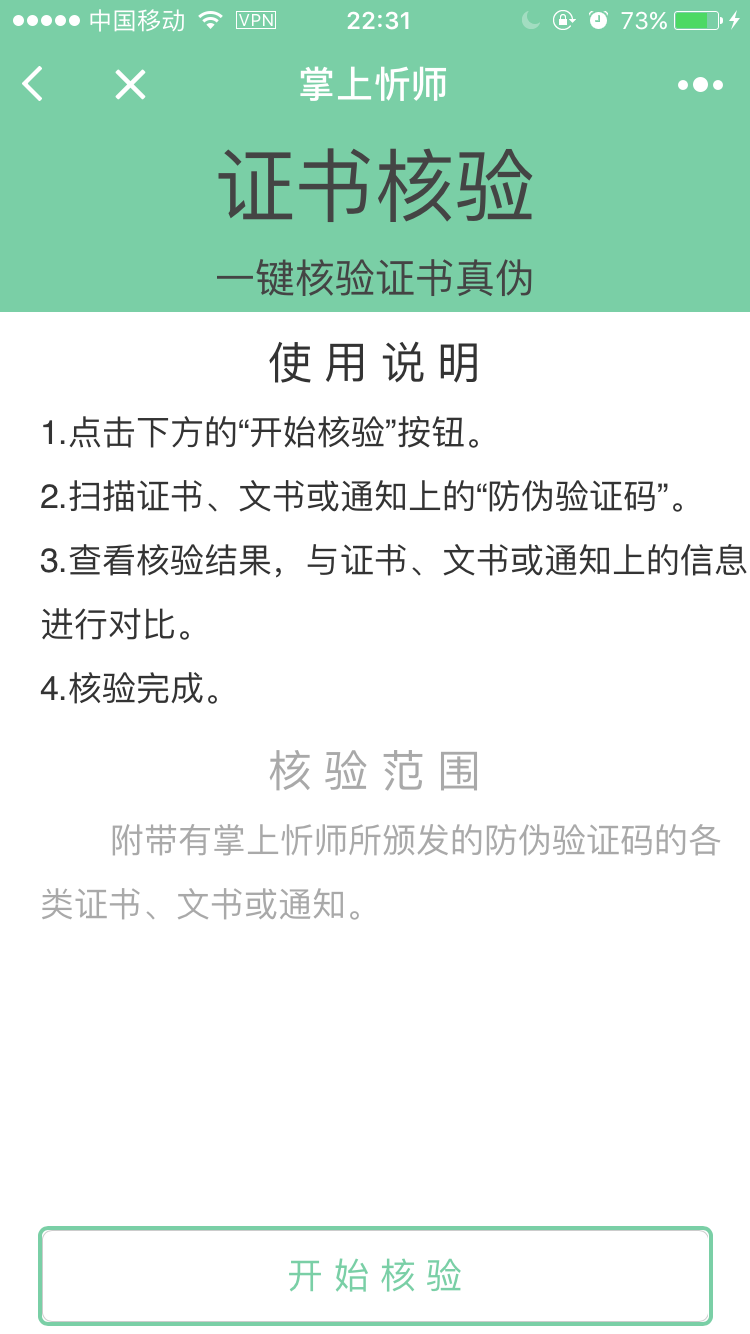 中国移动 VPN 22:31 73%
掌上忻师
证书核验
一键核验证书真伪
使用说明
1.点击下方的“开始核验”按钮。
2.扫描证书、文书或通知上的“防伪验证码”。
3.查看核验结果，与证书、文书或通知上的信息
进行对比。
4.核验完成。
核验范围
附带有掌上忻师所颁发的防伪验证码的各
类证书、文书或通知。
开始核验